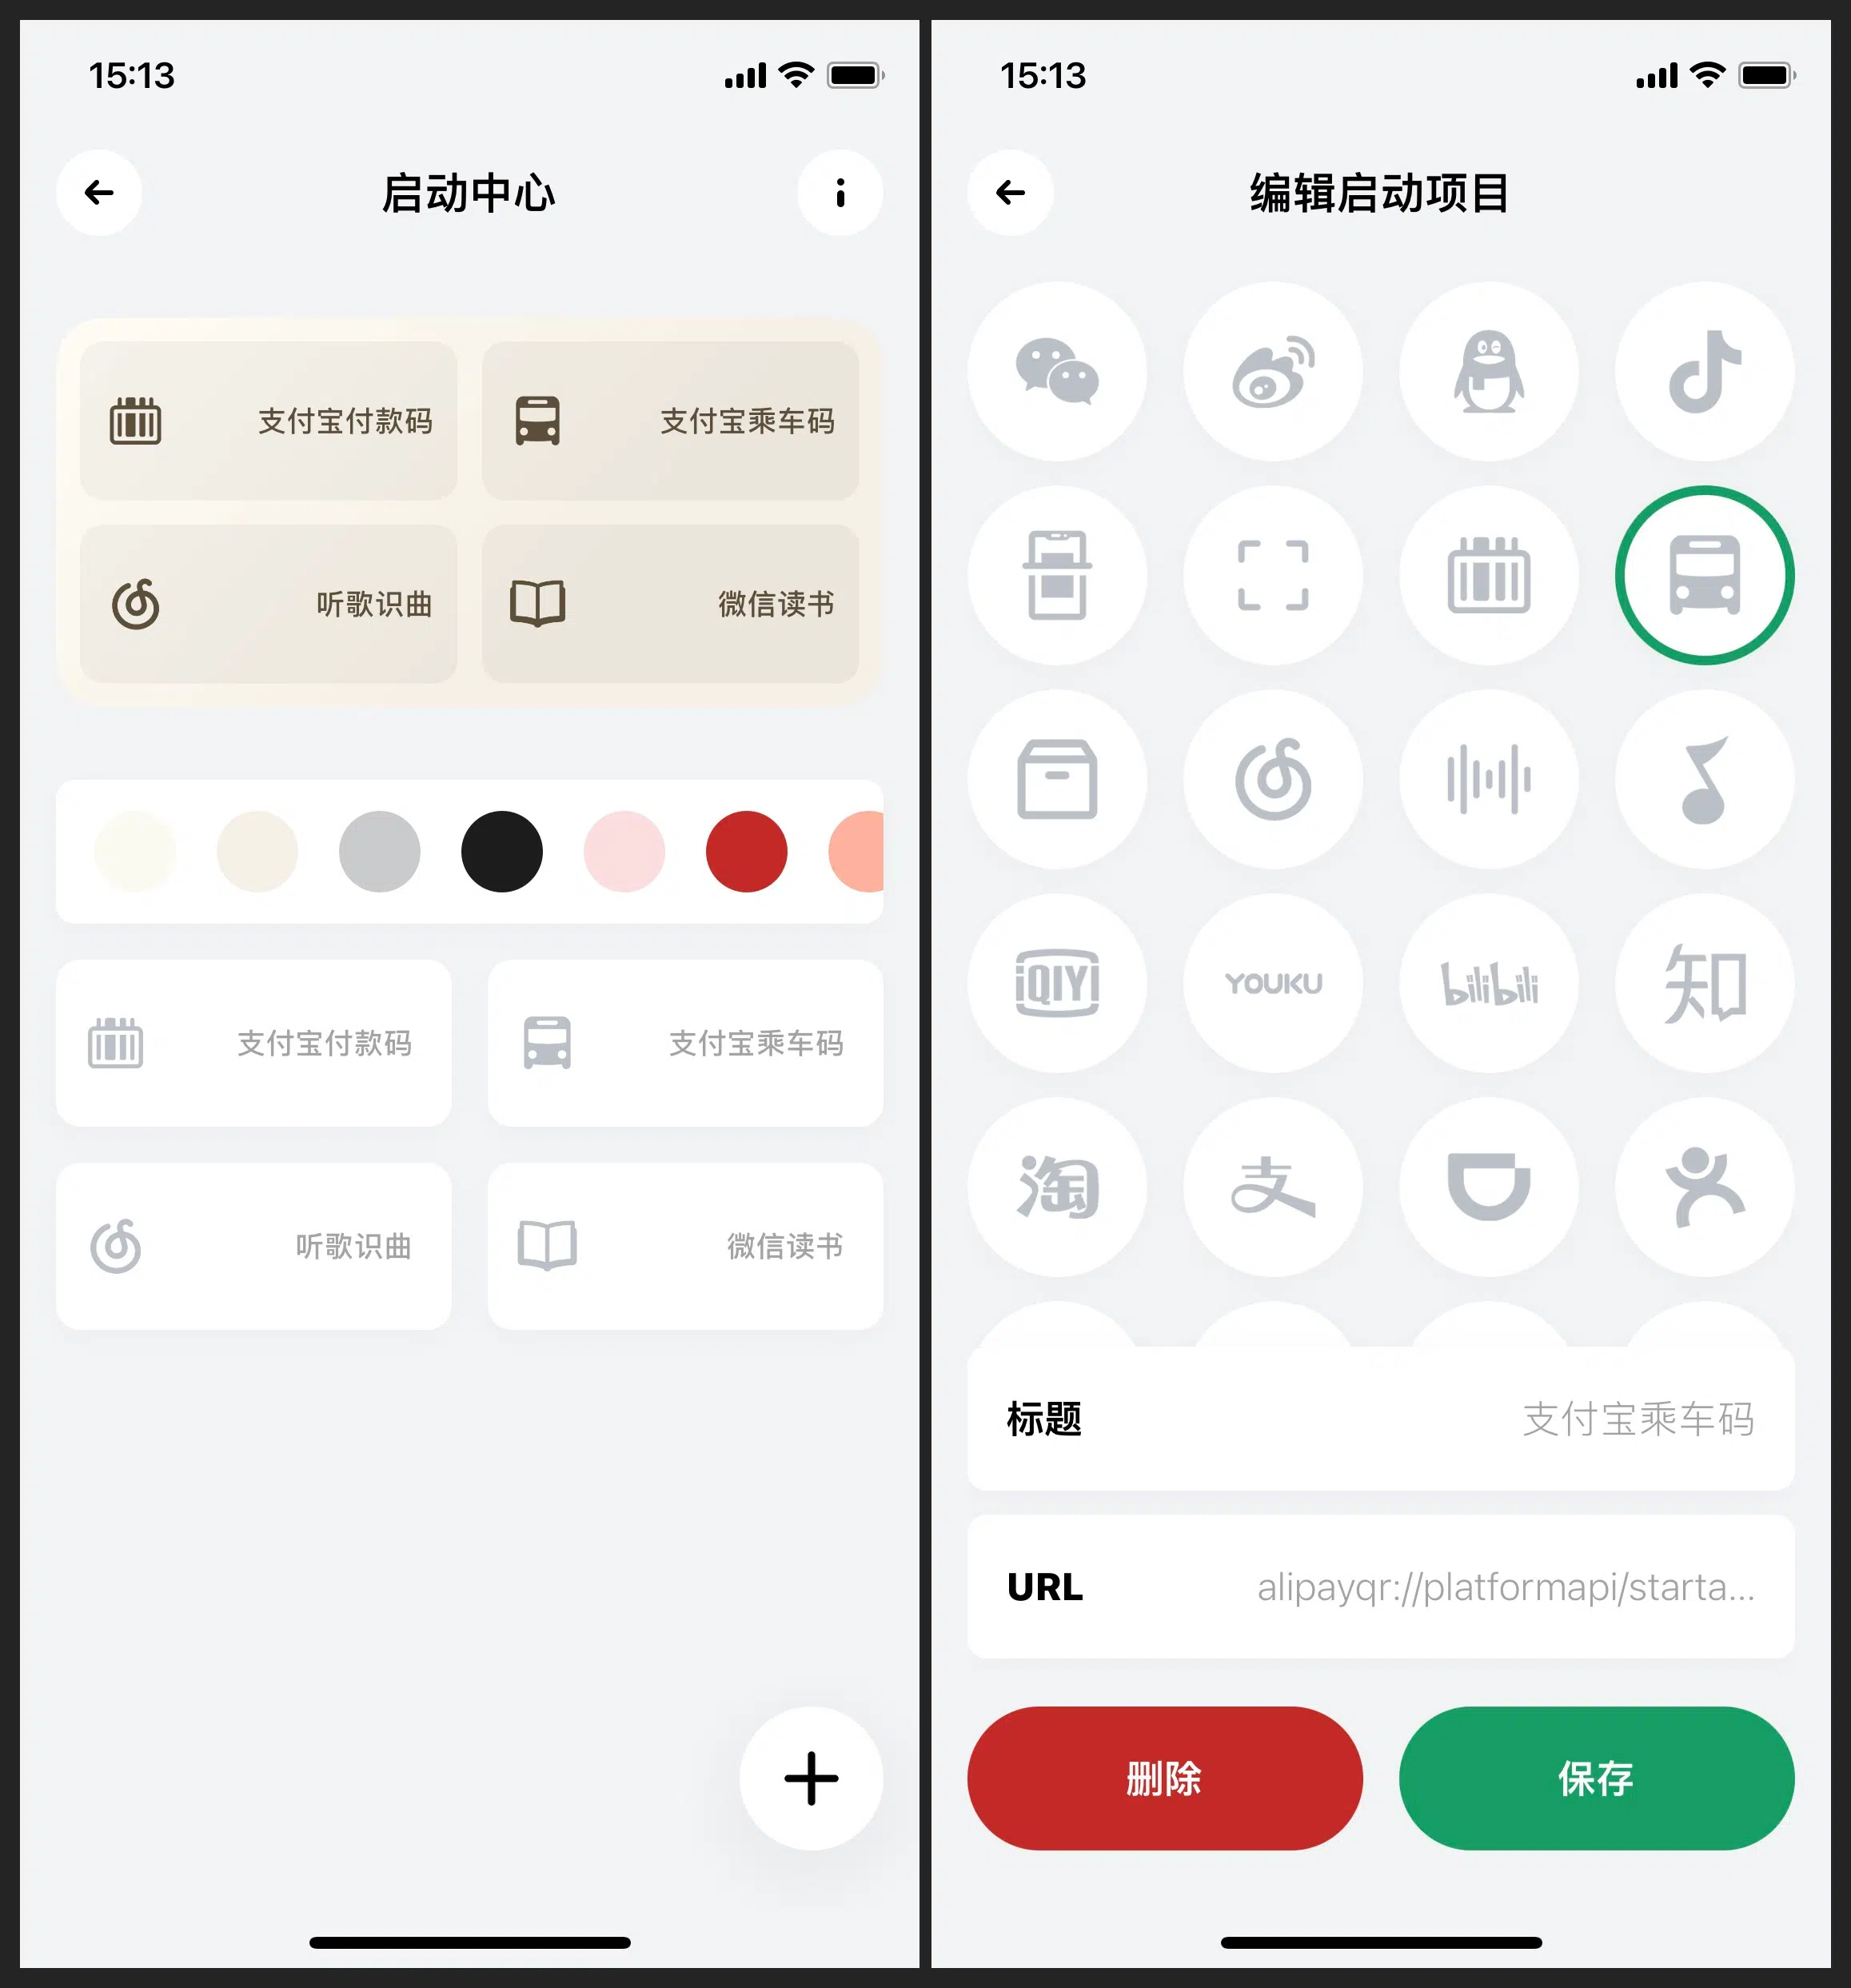 15:13
启动中心
支付宝付款码
支付宝乘车码
听歌识曲
微信读书
支付宝付款码
支付宝乘车码
听歌识曲
微信读书
15:13
编辑启动项目
iQIYI
YOUKU
bilibili
知
淘
支
标题
支付宝乘车码
URL
alipayqr://platformapi/starta...
删除
保存